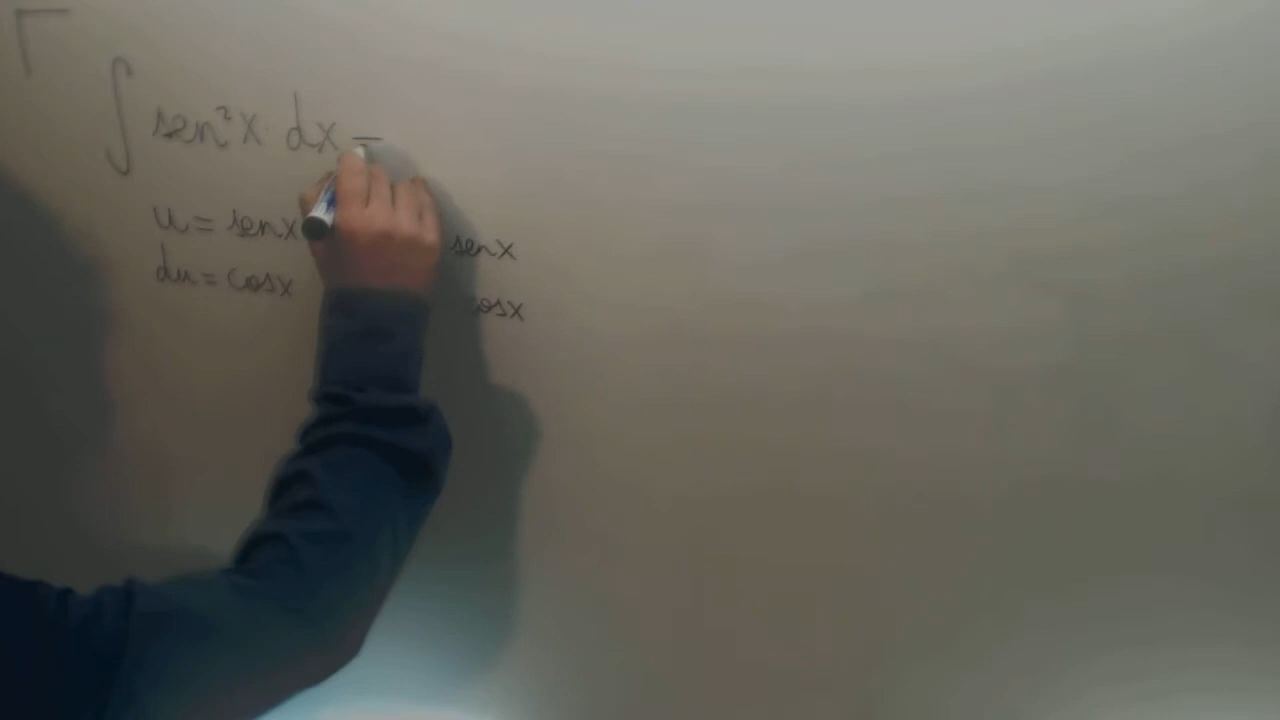 ∫ sen²x dx =
u = senx senx
du = cosx cosx